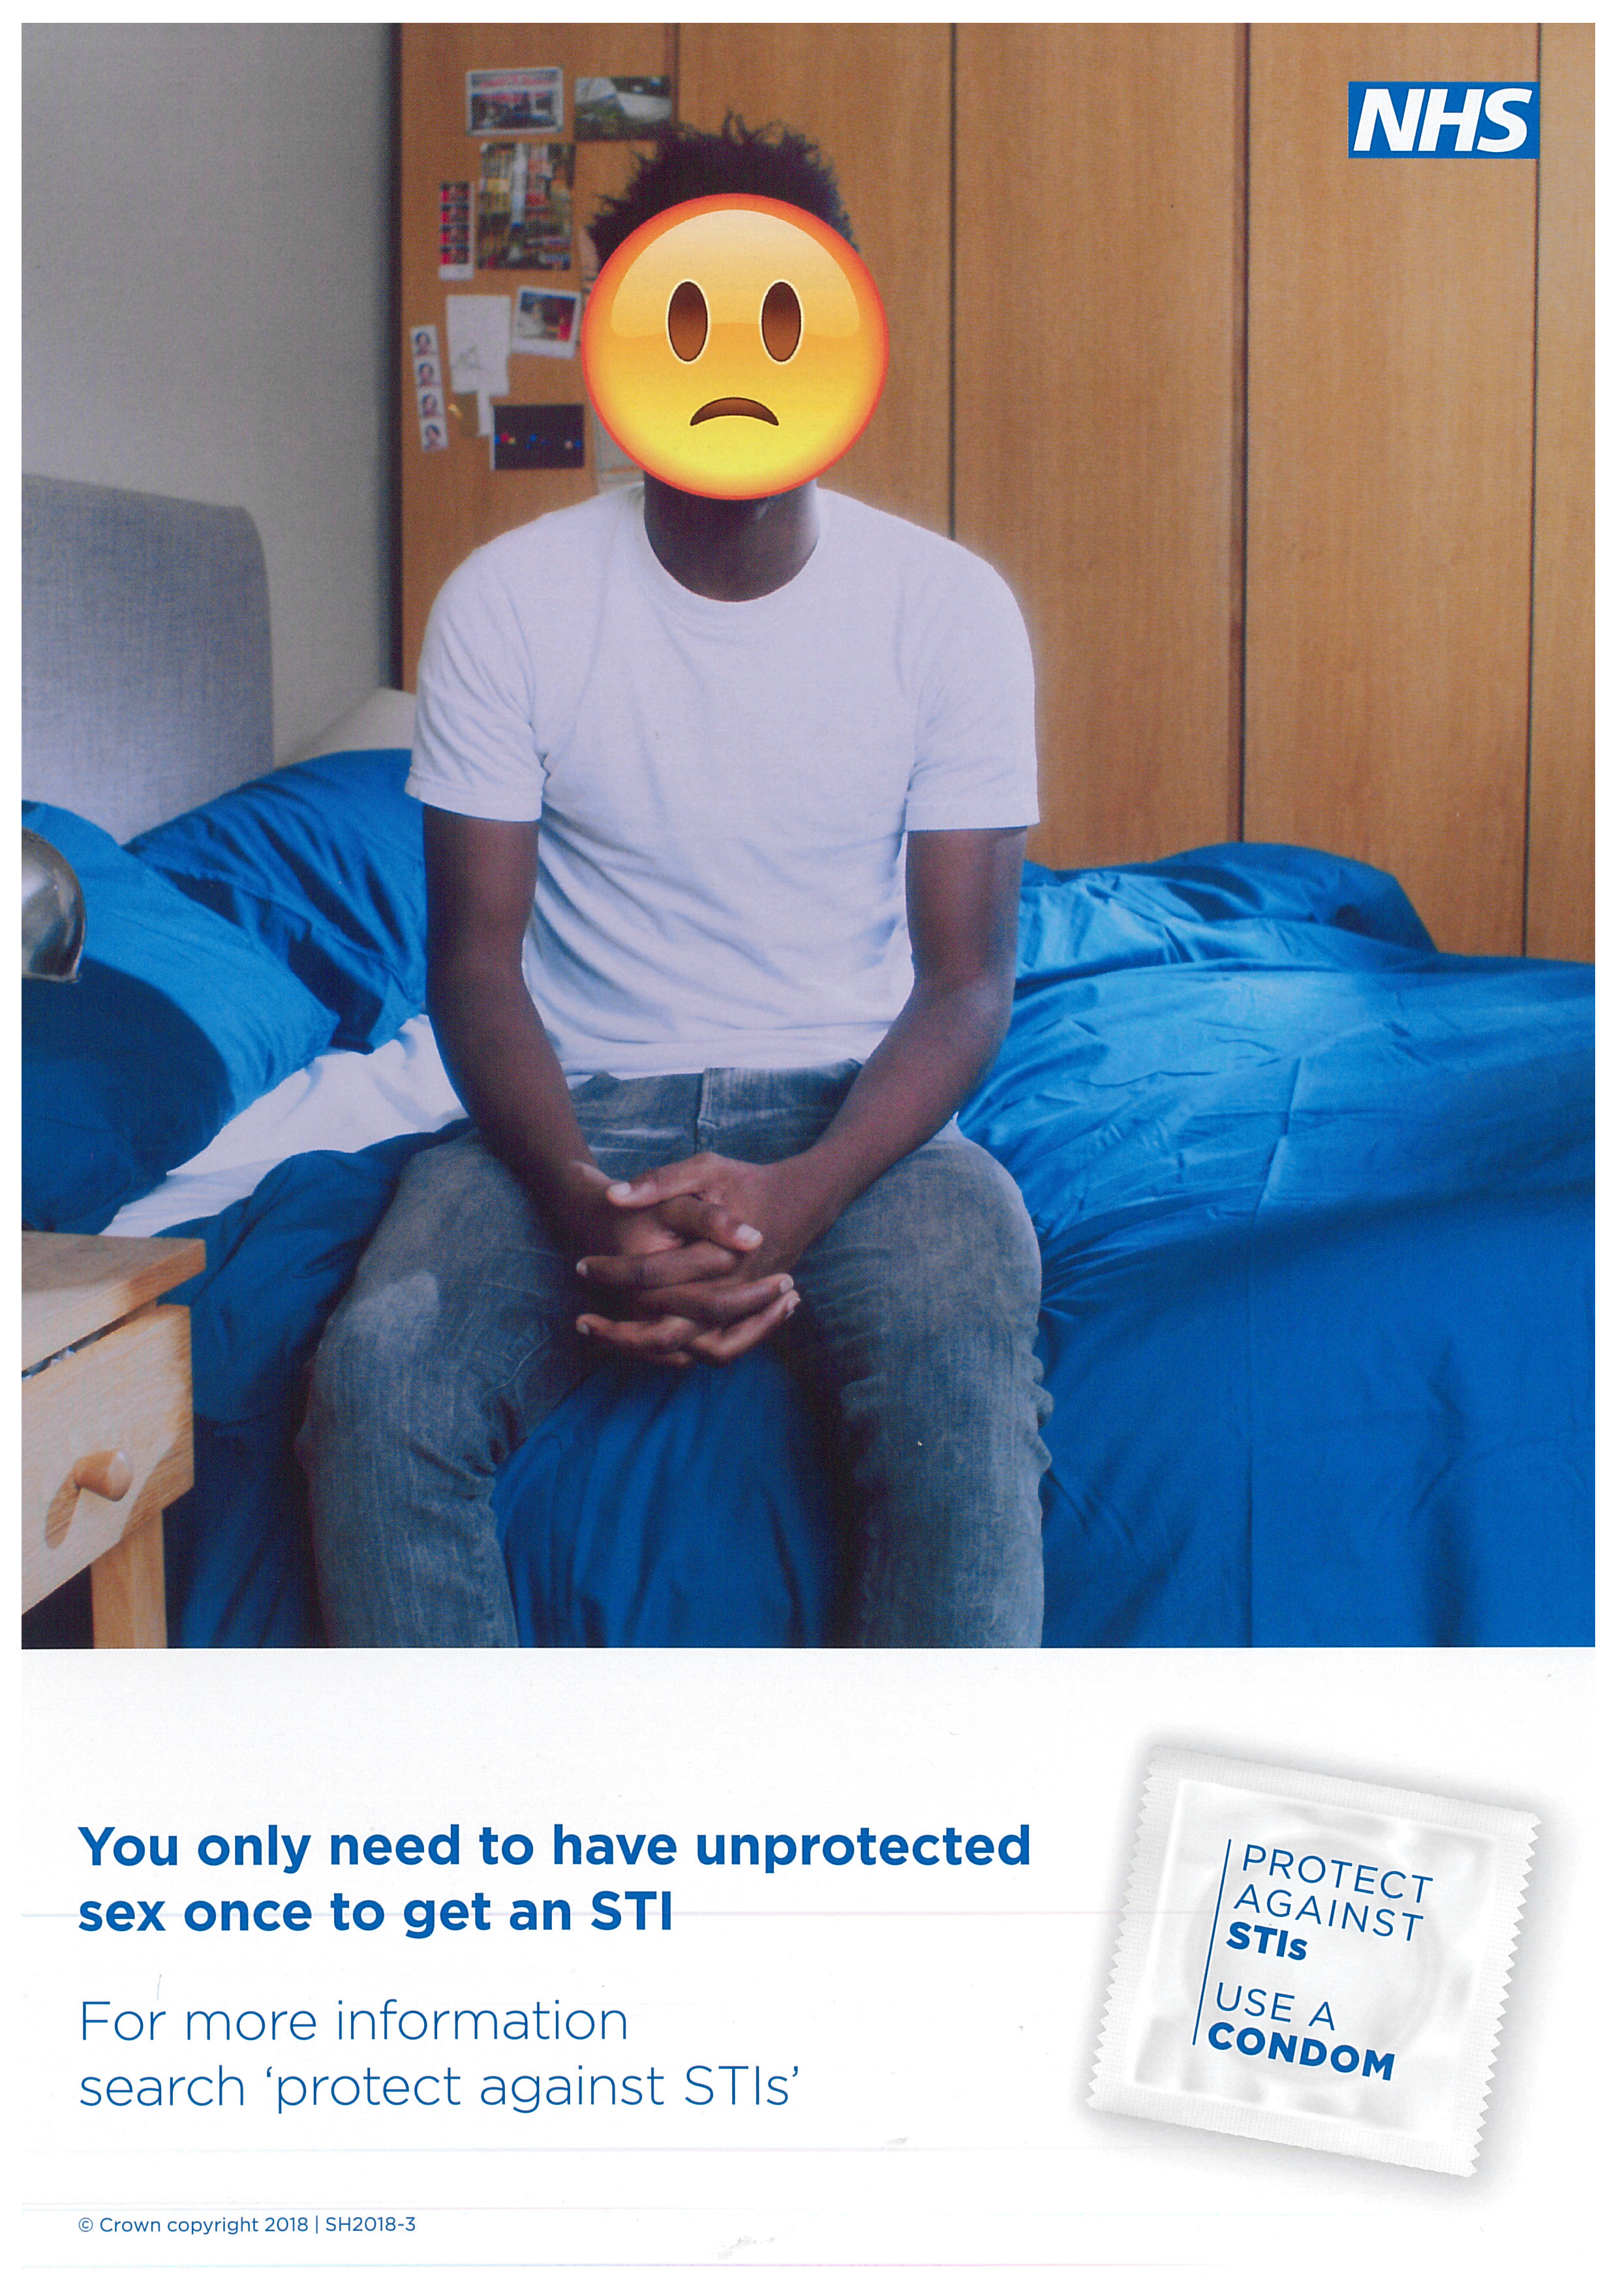 NHS
You only need to have unprotected
sex once to get an STI
For more information
search ‘protect against STIs’
PROTECT
AGAINST
STIs
USE A
CONDOM
© Crown copyright 2018 | SH2018-3